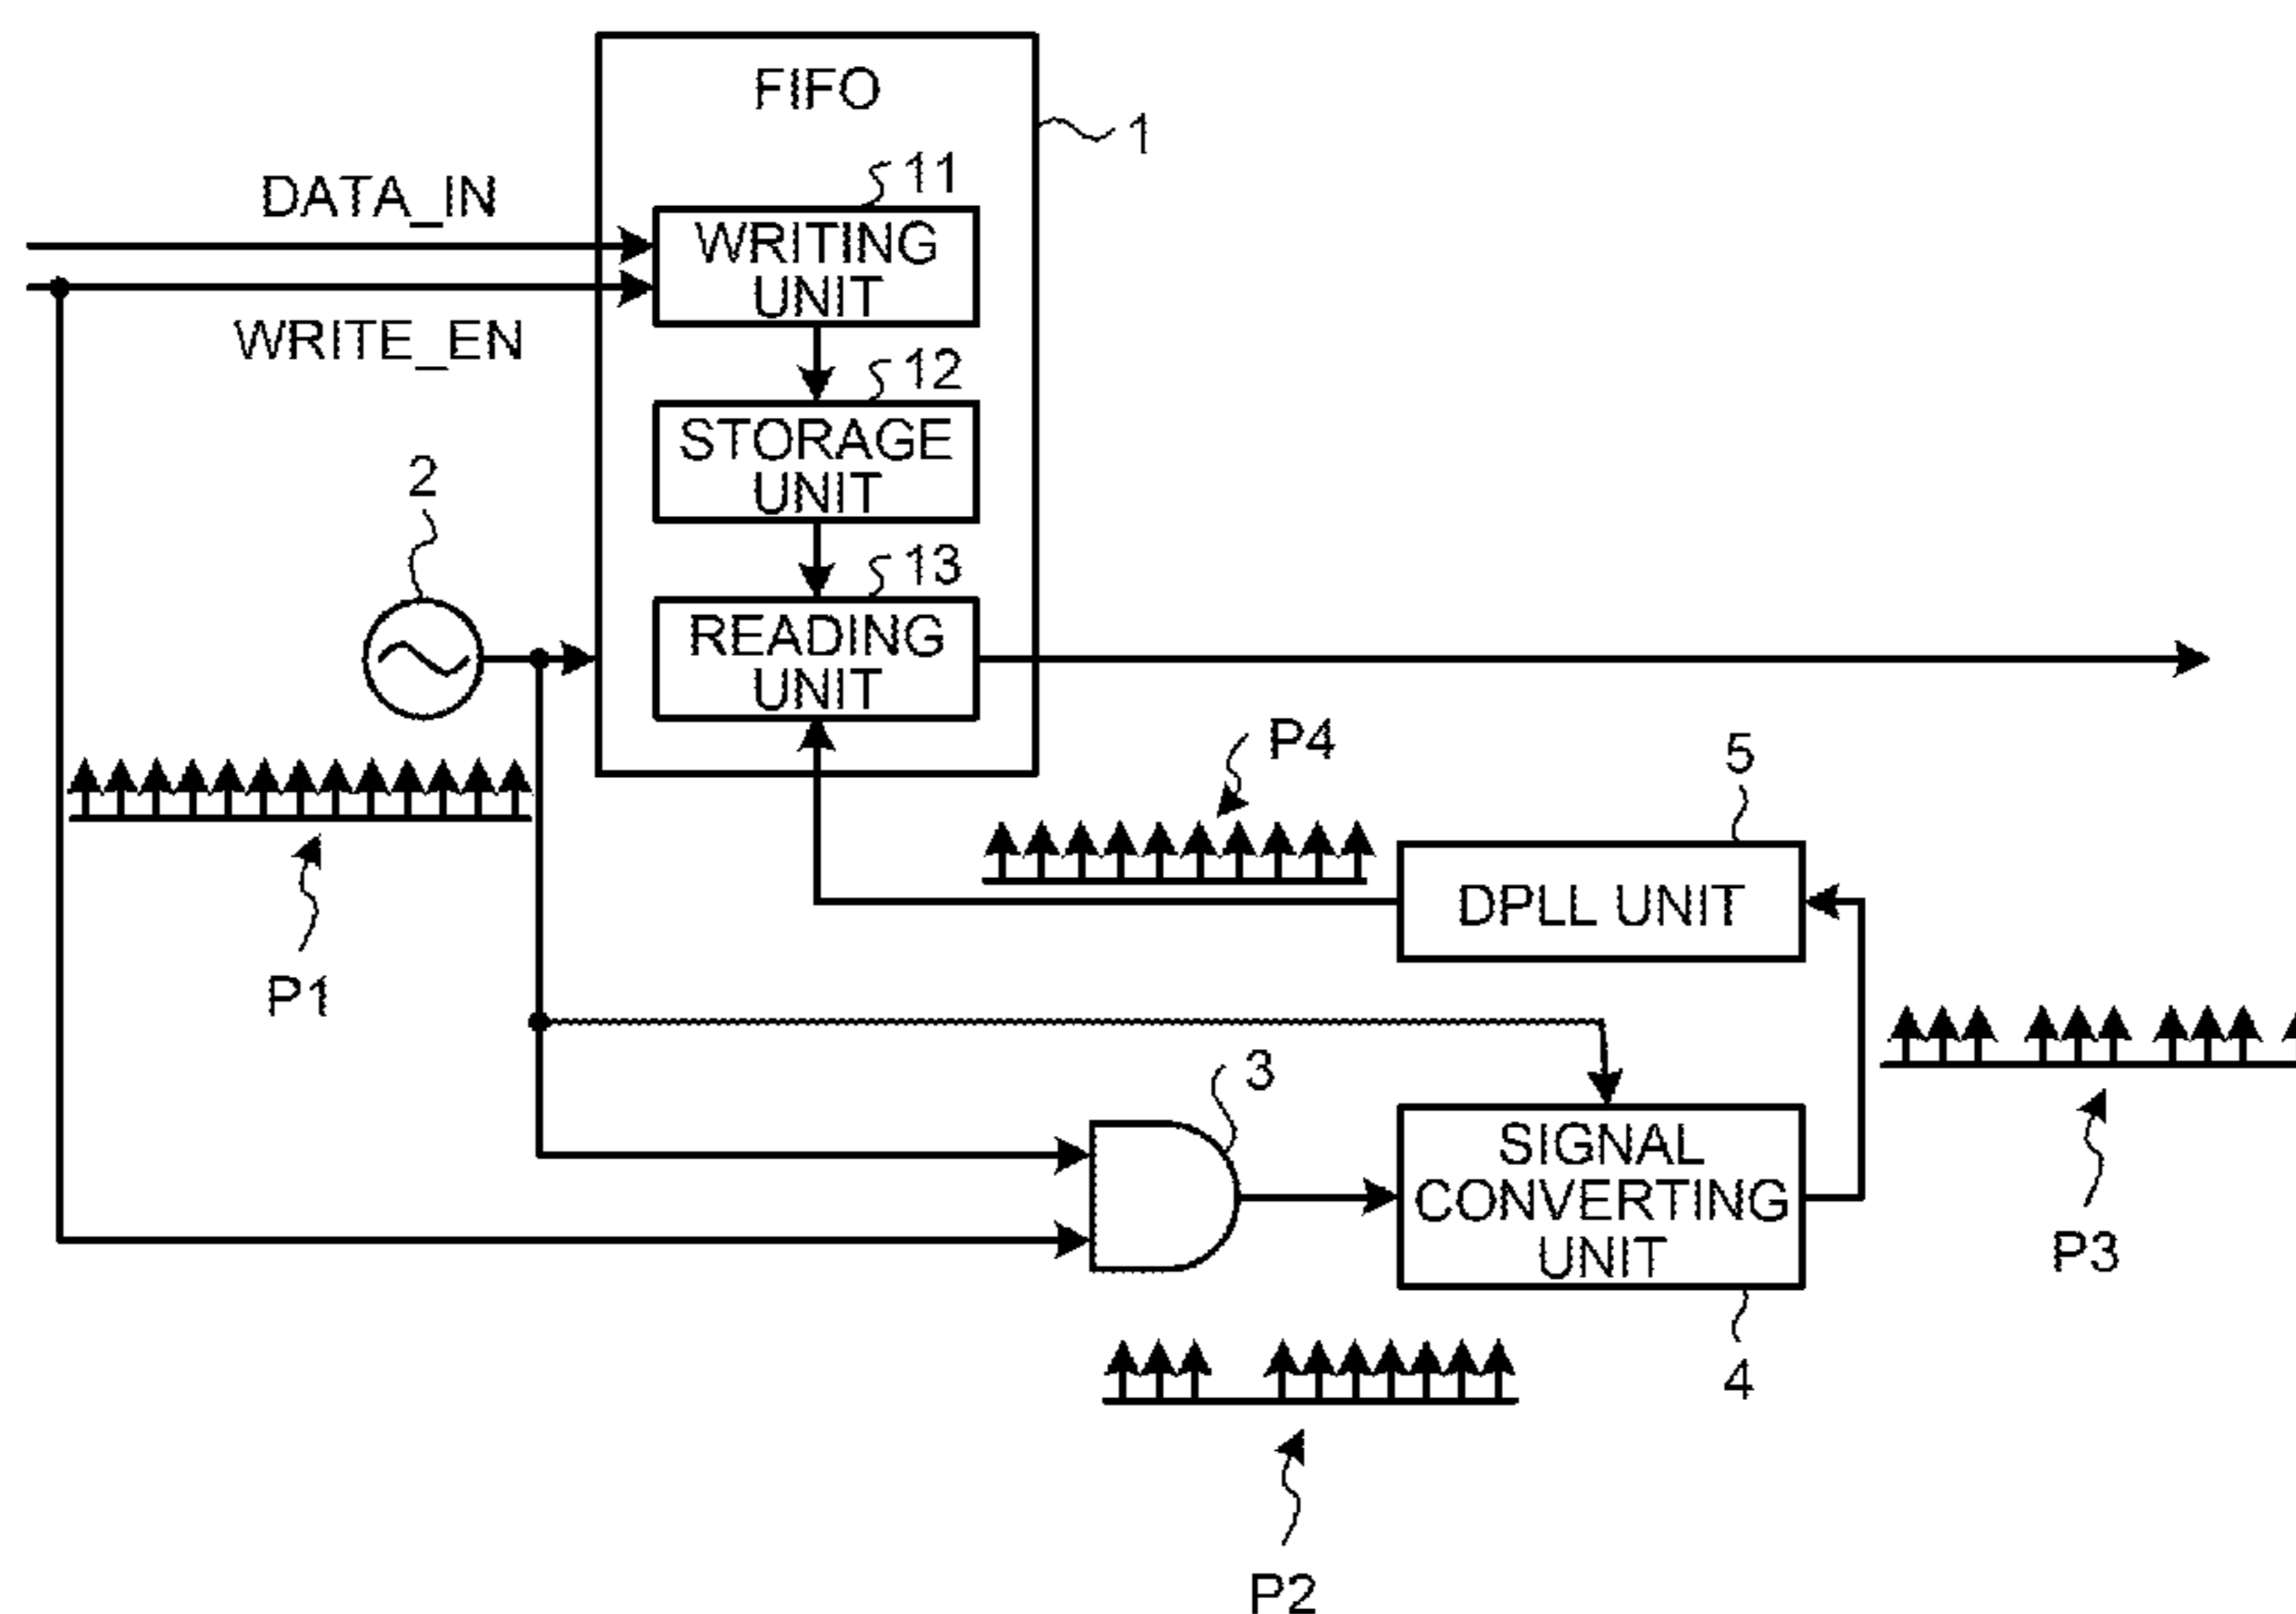 FIFO
1
11
DATA_IN
WRITING
UNIT
WRITE_EN
12
STORAGE
UNIT
2
13
READING
UNIT
P4
5
DPLL UNIT
P1
3
SIGNAL
CONVERTING
UNIT
P3
4
P2